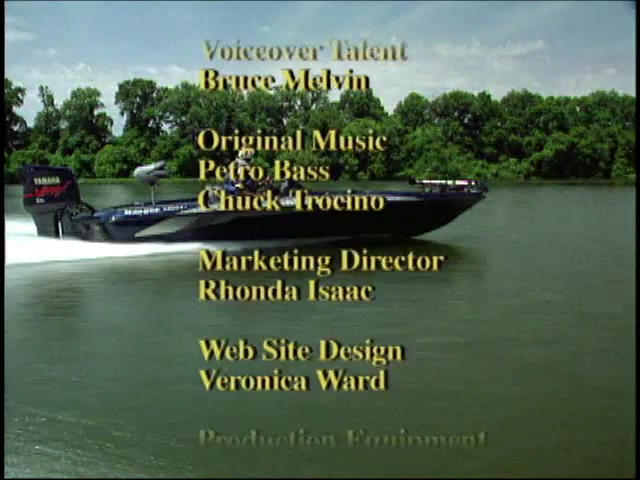 Voiceover Talent
Bruce Melvin
Original Music
Petro Bass
Chuck Trocino
Marketing Director
Rhonda Isaac
Web Site Design
Veronica Ward
Production Equipment
YAMAHA